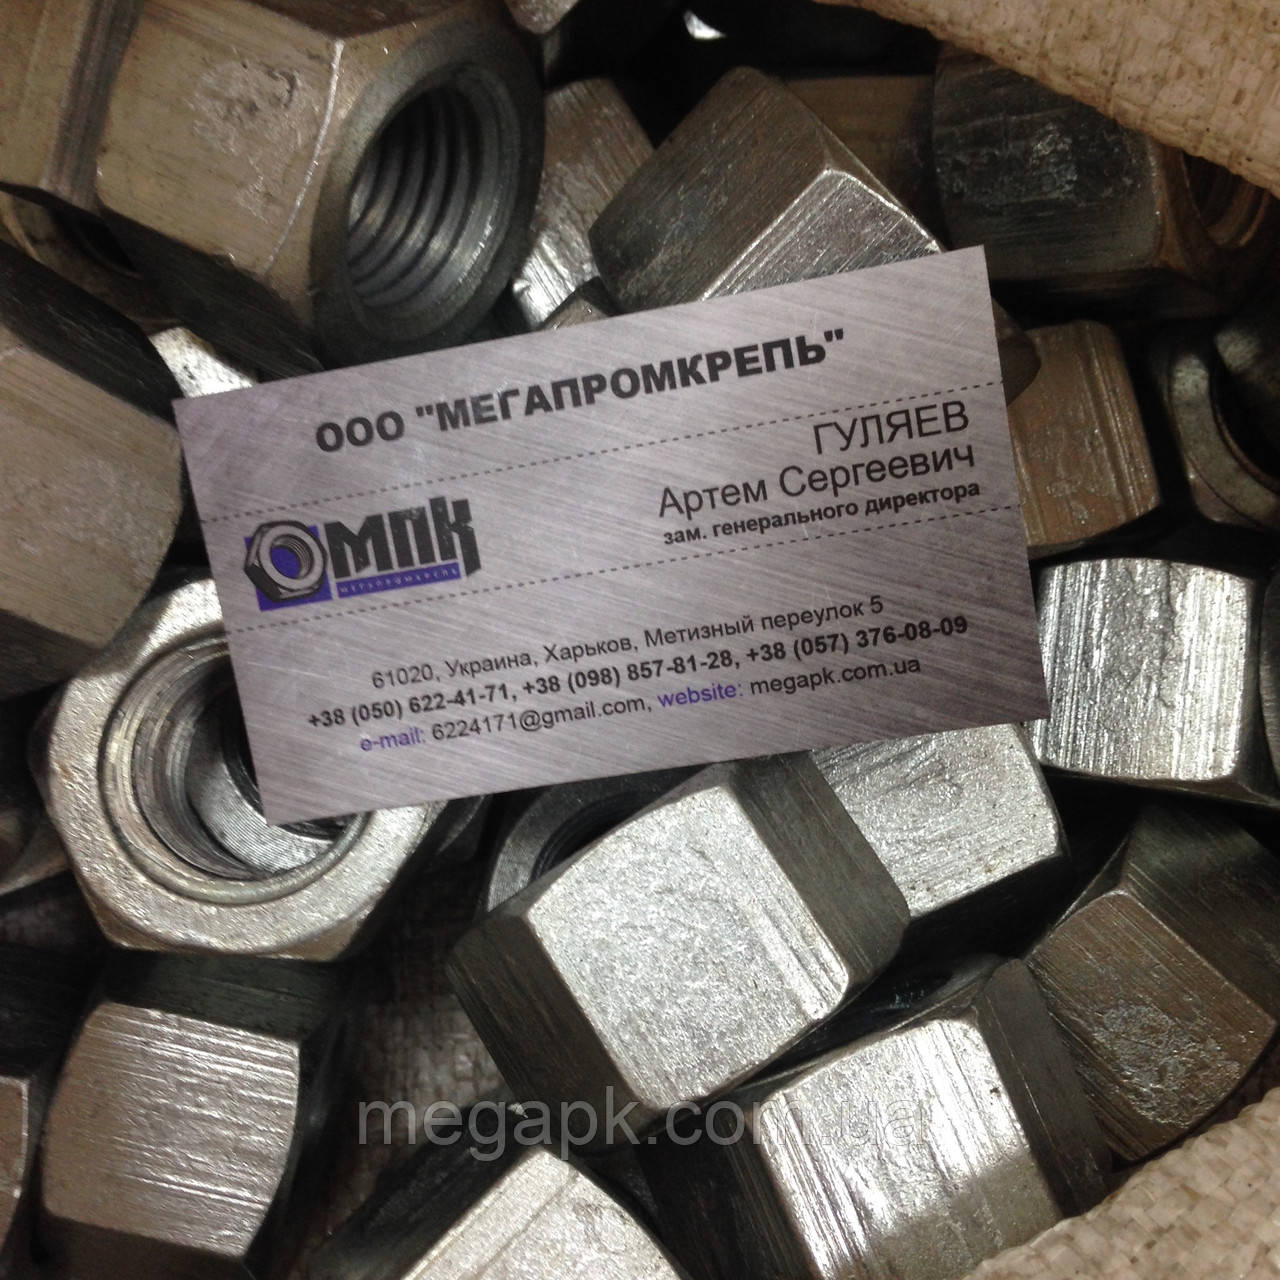 ООО "МЕГАПРОМКРЕПЬ"
ГУЛЯЕВ
Артем Сергеевич
зам. генерального директора
МПК
МЕГАПРОМКРЕПЬ
61020, Украина, Харьков, Метизный переулок 5
+38 (050) 622-41-71, +38 (098) 857-81-28, +38 (057) 376-08-09
e-mail: 6224171@gmail.com, website: megapk.com.ua
megapk.com.ua